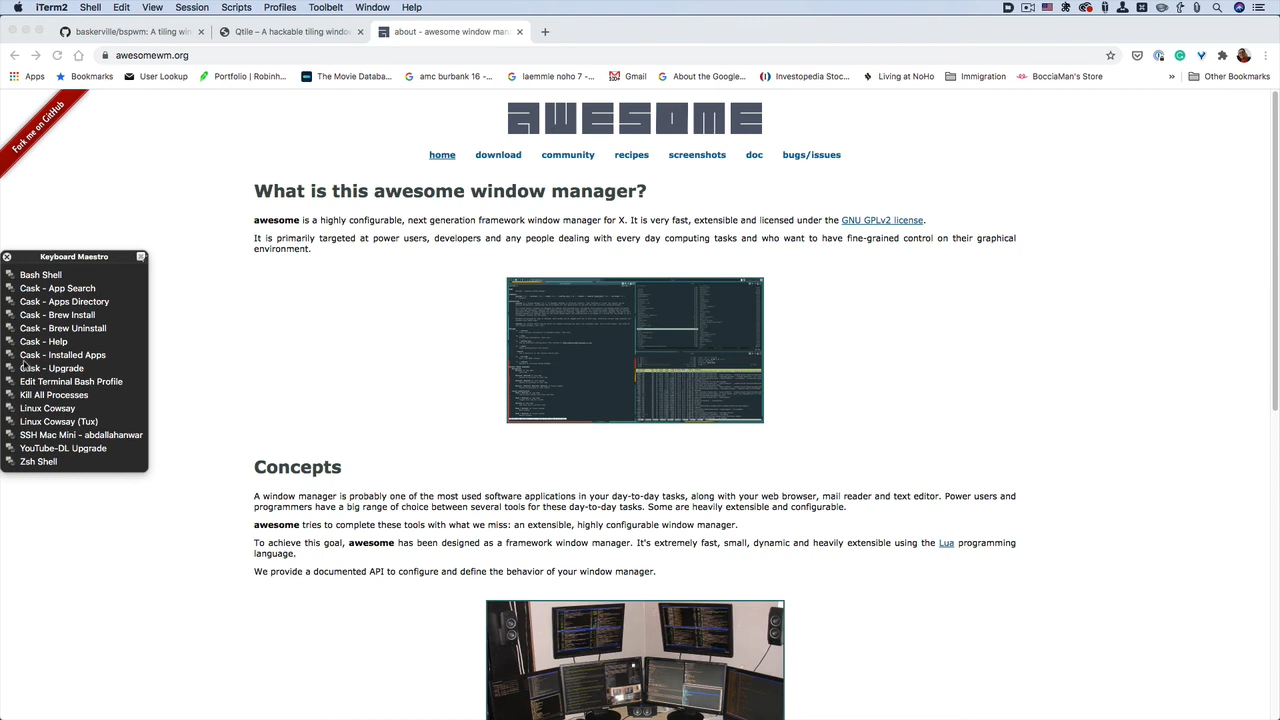 iTerm2 Shell Edit View Session Scripts Profiles Toolbelt Window Help
baskerville/bspwm: A tiling win
Qtile – A hackable tiling window
about - awesome window man
awesomewm.org
Apps Bookmarks User Lookup Portfolio | Robinh... The Movie Databa... amc burbank 16 -... laemmle noho 7 -... Gmail About the Google... Investopedia Stoc... Living at NoHo Immigration BocciaMan's Store » Other Bookmarks
Fork me on GitHub
AWESOME
home download community recipes screenshots doc bugs/issues
What is this awesome window manager?
awesome is a highly configurable, next generation framework window manager for X. It is very fast, extensible and licensed under the GNU GPLv2 license.
It is primarily targeted at power users, developers and any people dealing with every day computing tasks and who want to have fine-grained control on their graphical
environment.
Keyboard Maestro
Bash Shell
Cask - App Search
Cask - Apps Directory
Cask - Brew Install
Cask - Brew Uninstall
Cask - Help
Cask - Installed Apps
Cask - Upgrade
Edit Terminal Bash Profile
Kill All Processes
Linux Cowsay
Linux Cowsay (Tux)
SSH Mac Mini - abdallahanwar
YouTube-DL Upgrade
Zsh Shell
Concepts
A window manager is probably one of the most used software applications in your day-to-day tasks, along with your web browser, mail reader and text editor. Power users and
programmers have a big range of choice between several tools for these day-to-day tasks. Some are heavily extensible and configurable.
awesome tries to complete these tools with what we miss: an extensible, highly configurable window manager.
To achieve this goal, awesome has been designed as a framework window manager. It's extremely fast, small, dynamic and heavily extensible using the Lua programming
language.
We provide a documented API to configure and define the behavior of your window manager.